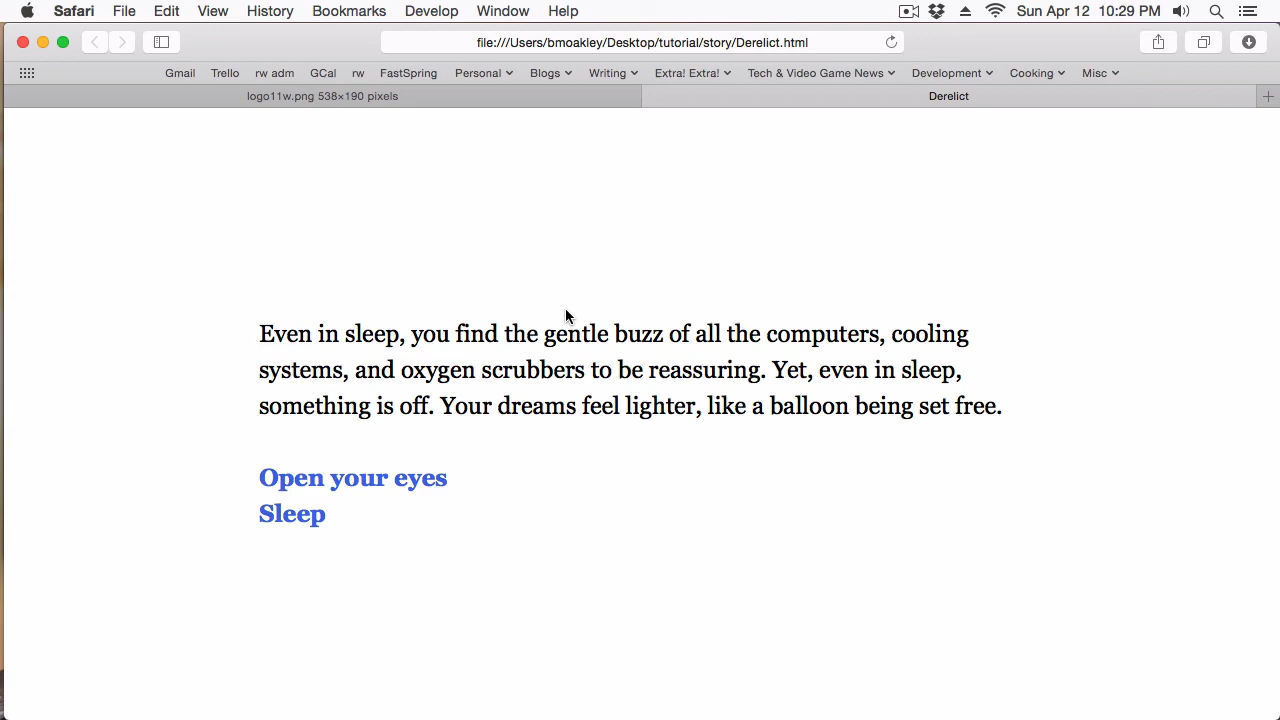 Safari File Edit View History Bookmarks Develop Window Help Sun Apr 12 10:29 PM
file:///Users/bmoakley/Desktop/tutorial/story/Derelict.html
Gmail Trello rw adm GCal rw FastSpring Personal Blogs Writing Extra! Extra! Tech & Video Game News Development Cooking Misc
logo11w.png 538×190 pixels Derelict
Even in sleep, you find the gentle buzz of all the computers, cooling
systems, and oxygen scrubbers to be reassuring. Yet, even in sleep,
something is off. Your dreams feel lighter, like a balloon being set free.
Open your eyes
Sleep